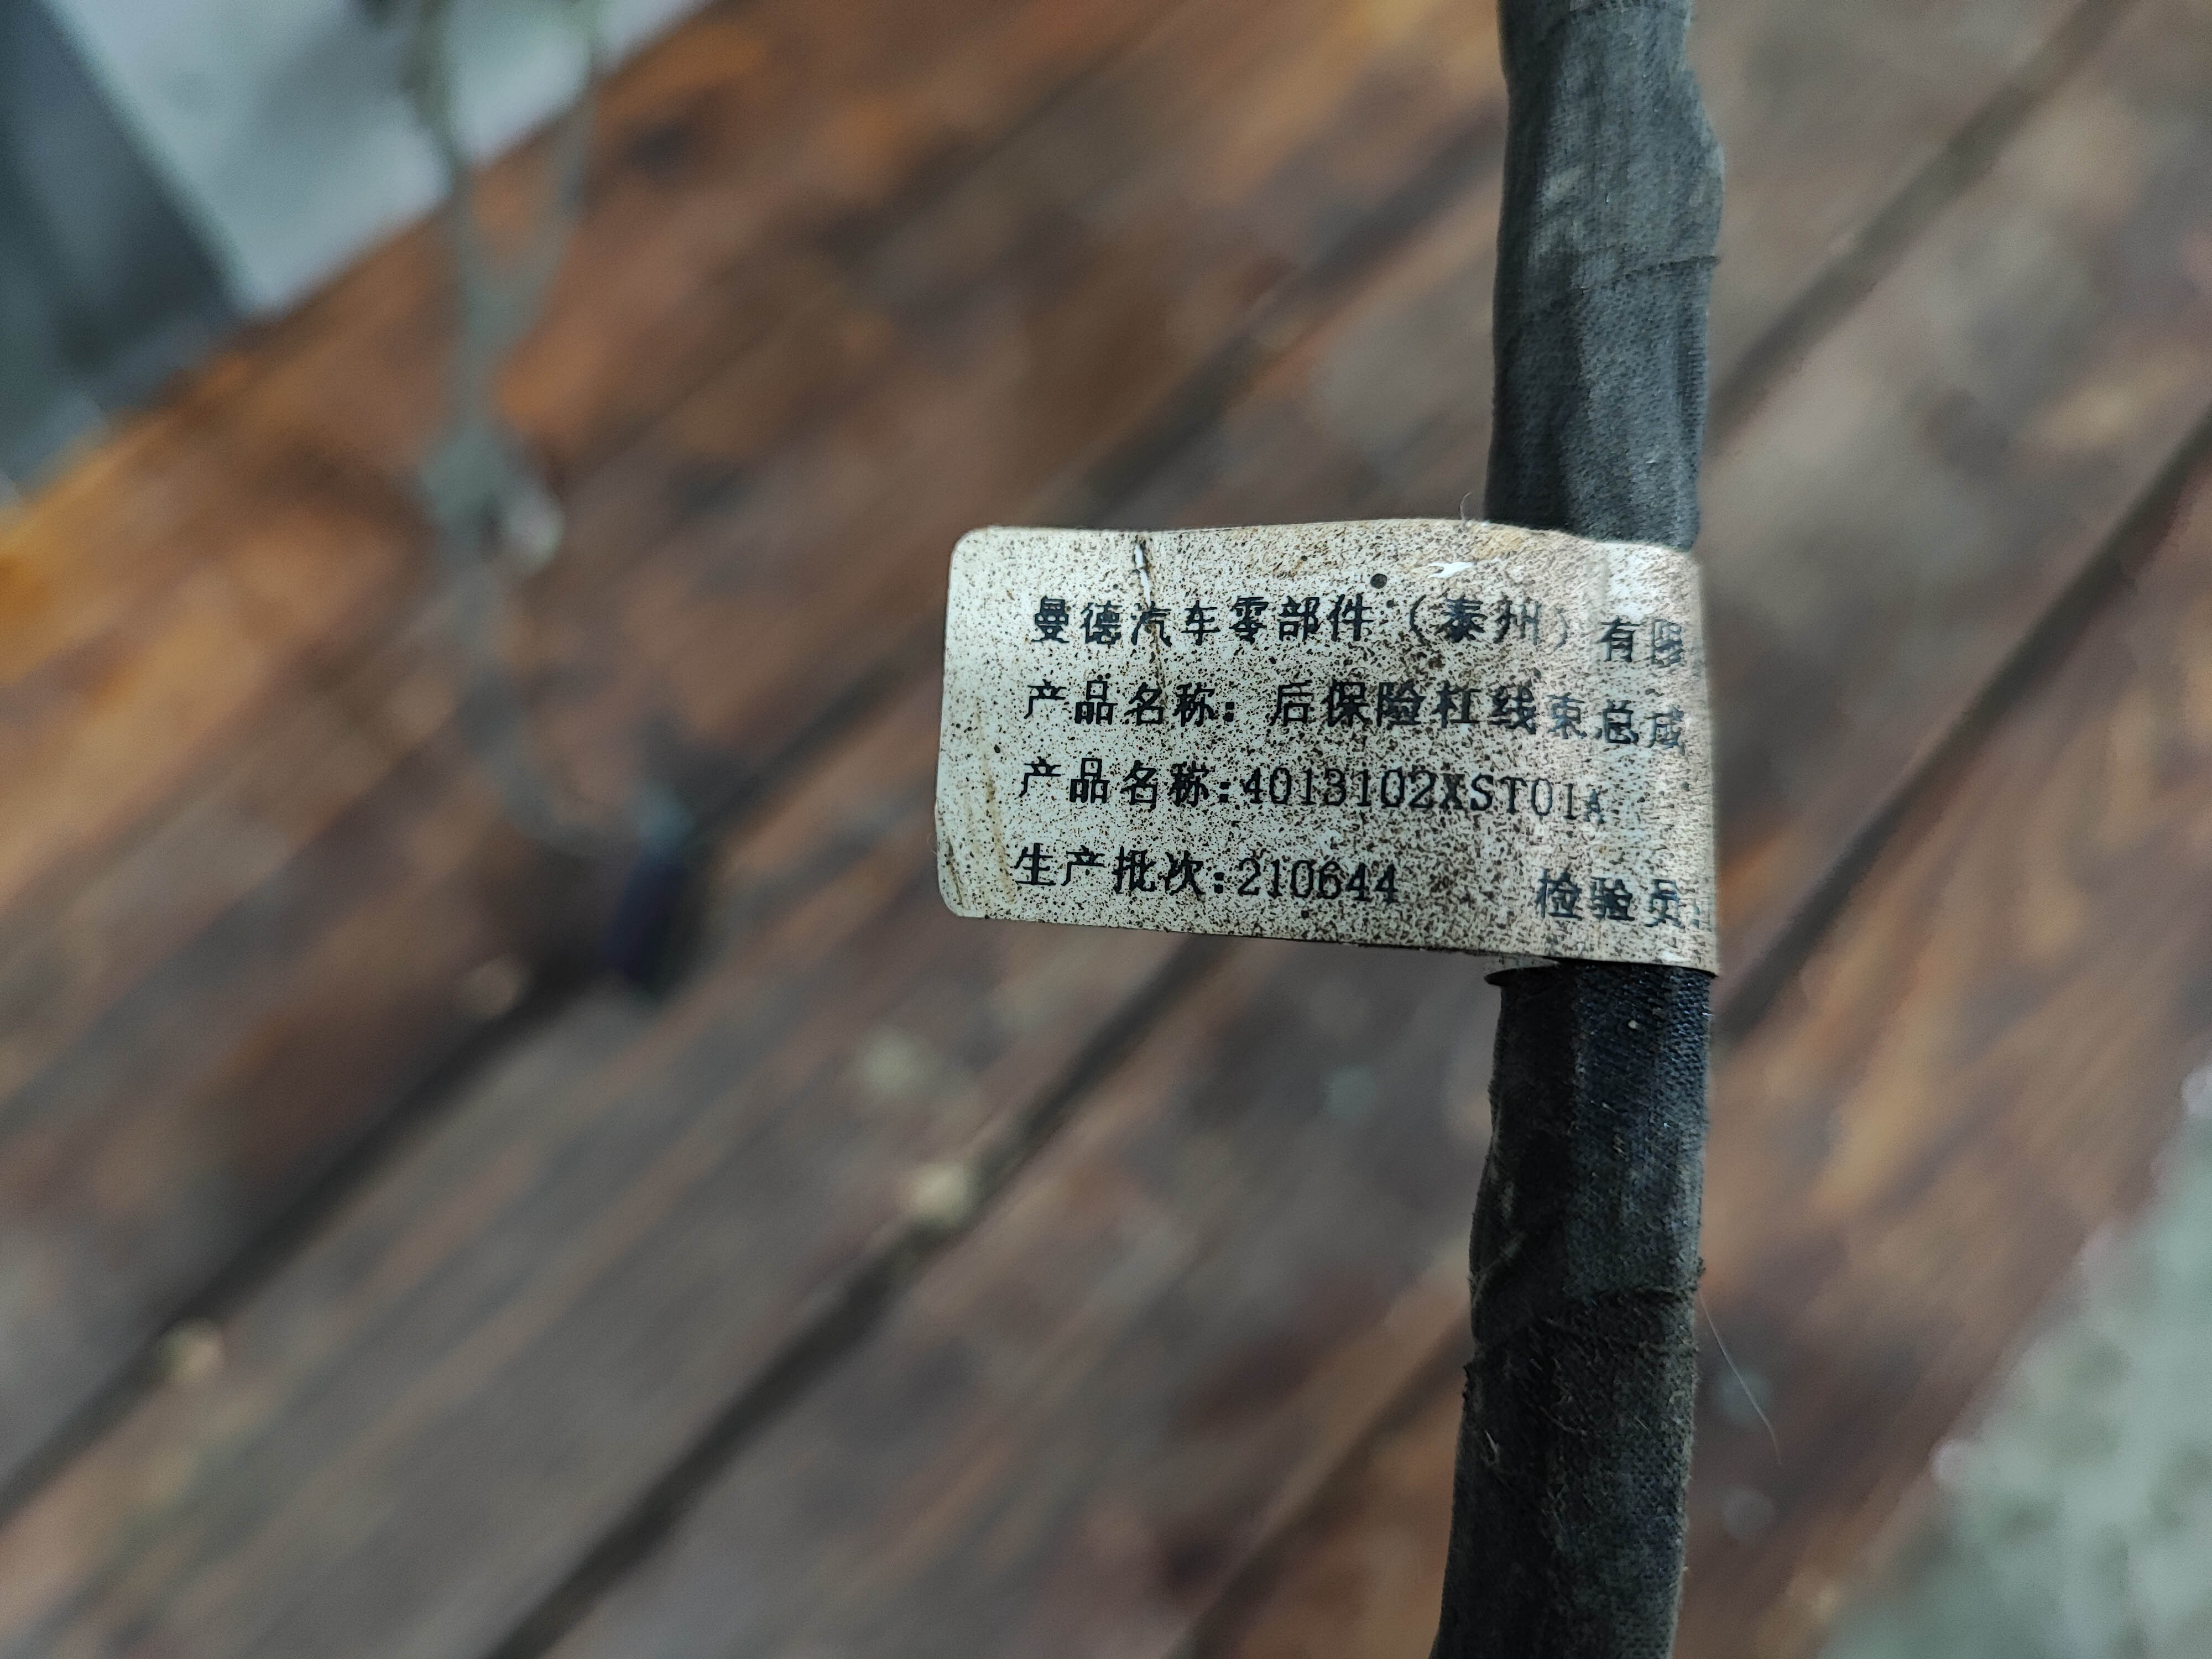 曼德汽车零部件（泰州）有限
产品名称：后保险杠线束总成
产品名称:4013102XST01A
生产批次:210644 检验员: